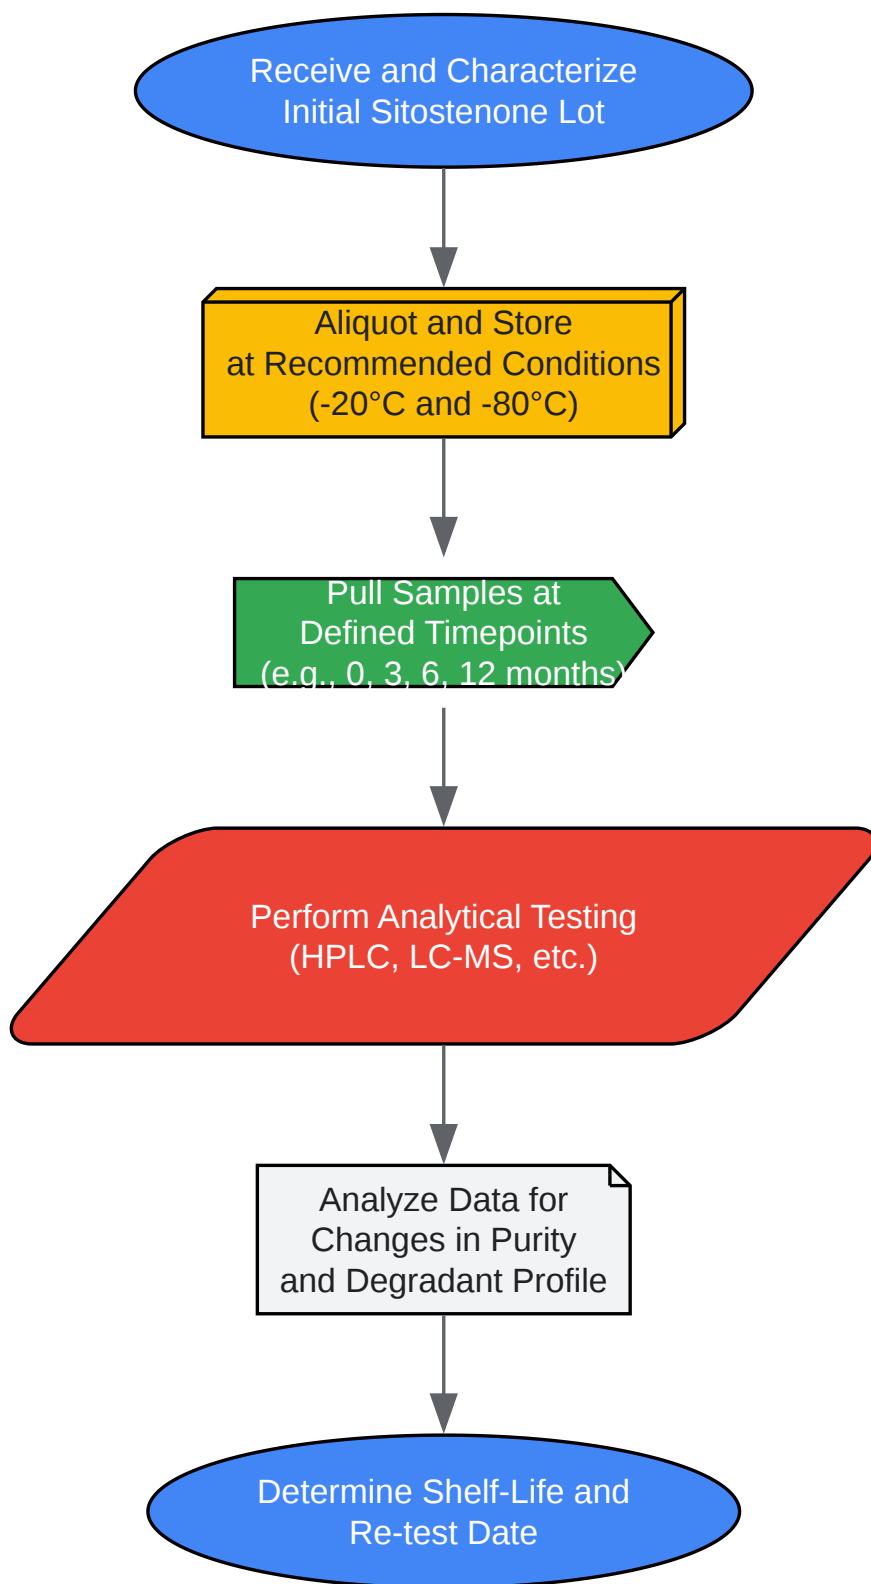 Receive and Characterize
Initial Sitostenone Lot
Aliquot and Store
at Recommended Conditions
(-20°C and -80°C)
Pull Samples at
Defined Timepoints
(e.g., 0, 3, 6, 12 months)
Perform Analytical Testing
(HPLC, LC-MS, etc.)
Analyze Data for
Changes in Purity
and Degradant Profile
Determine Shelf-Life and
Re-test Date